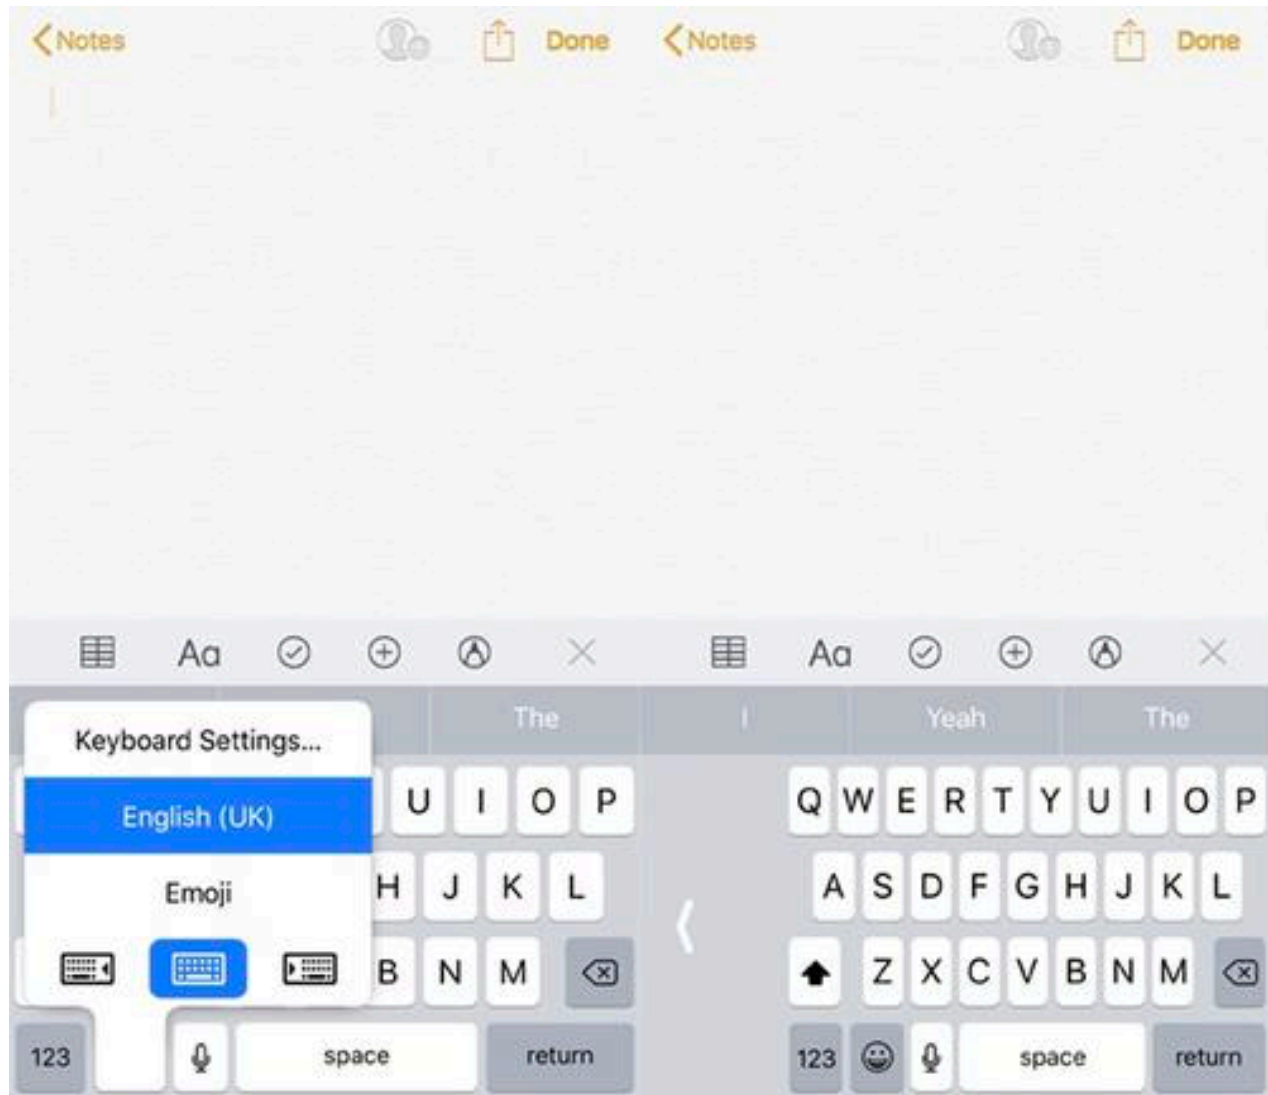 Notes Done
Notes Done
Aa
Aa
The
I Yeah The
Keyboard Settings...
English (UK)
Emoji
U I O P
H J K L
B N M
123 space return
Q W E R T Y U I O P
A S D F G H J K L
Z X C V B N M
123 space return